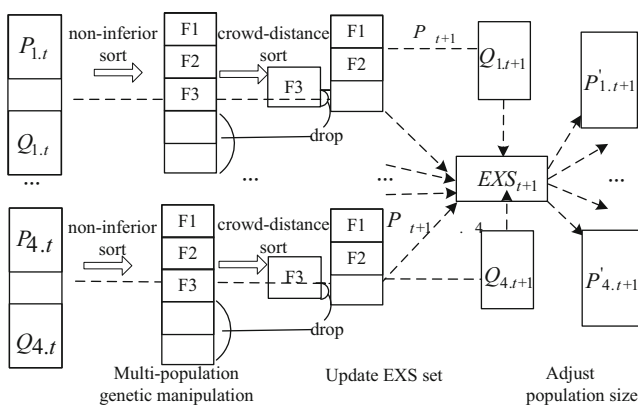 P1.t
non-inferior
sort
F1
F2
F3
crowd-distance
sort
F3
F1
F2
P t+1
Q1.t+1
P'1.t+1
Q1.t
drop
...
...
...
EXSt+1
...
P4.t
non-inferior
sort
F1
F2
F3
crowd-distance
sort
F3
F1
F2
P t+1 .4
Q4.t+1
P'4.t+1
Q4.t
drop
Multi-population
genetic manipulation
Update EXS set
Adjust
population size